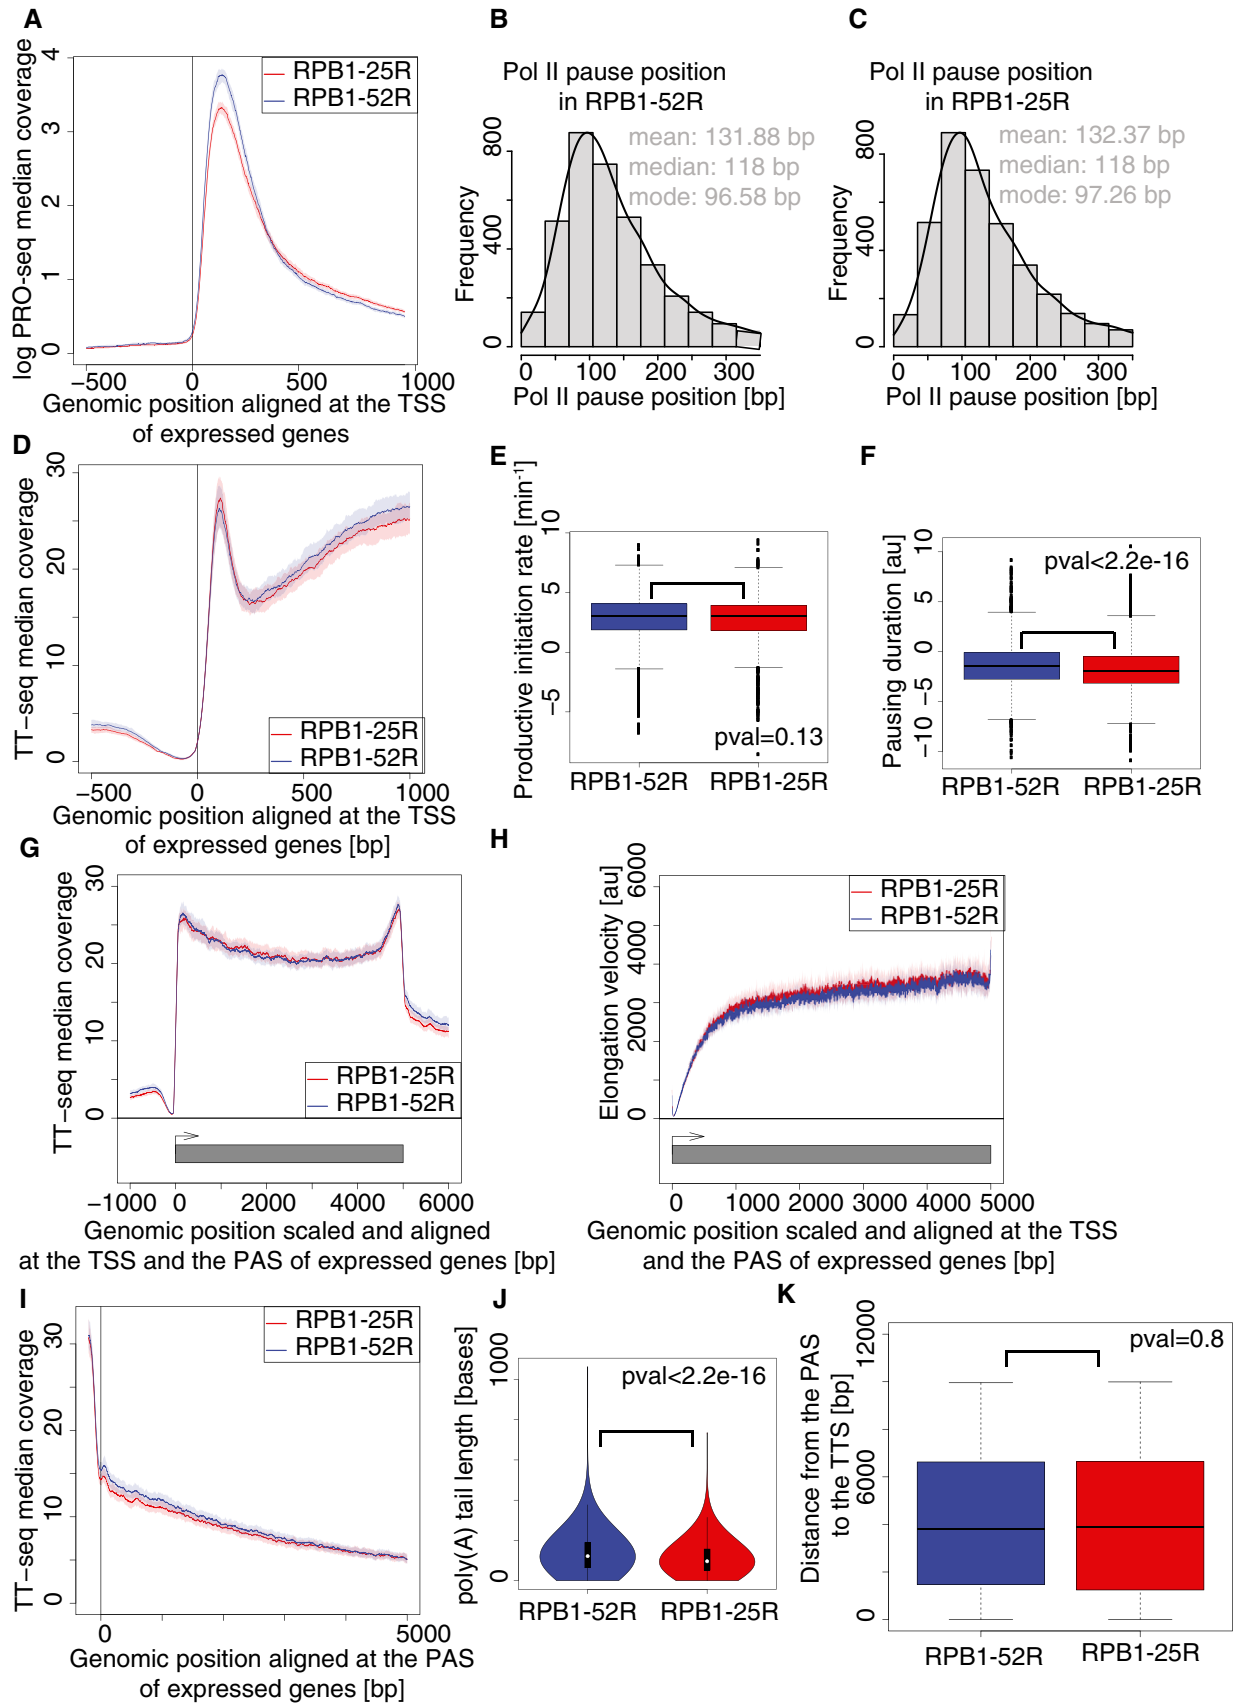 A
log PRO-seq median coverage
4
3
2
1
0
RPB1-25R
RPB1-52R
−500
0
500
1000
Genomic position aligned at the TSS
of expressed genes
B
Pol II pause position
in RPB1-52R
mean: 131.88 bp
median: 118 bp
mode: 96.58 bp
Frequency
800
400
0
0
100
200
300
Pol II pause position [bp]
C
Pol II pause position
in RPB1-25R
mean: 132.37 bp
median: 118 bp
mode: 97.26 bp
Frequency
800
400
0
0
100
200
300
Pol II pause position [bp]
D
TT−seq median coverage
30
20
10
0
RPB1-25R
RPB1-52R
−500
0
500
1000
Genomic position aligned at the TSS
of expressed genes [bp]
E
Productive initiation rate [min-1]
10
5
0
−5
pval=0.13
RPB1-52R
RPB1-25R
F
Pausing duration [au]
10
5
0
−5
−10
pval<2.2e-16
RPB1-52R
RPB1-25R
G
TT−seq median coverage
30
20
10
0
RPB1-25R
RPB1-52R
−1000
0
2000
4000
6000
Genomic position scaled and aligned
at the TSS and the PAS of expressed genes [bp]
H
Elongation velocity [au]
6000
4000
2000
0
RPB1-25R
RPB1-52R
0
1000
2000
3000
4000
5000
Genomic position scaled and aligned at the TSS
and the PAS of expressed genes [bp]
I
TT−seq median coverage
30
20
10
0
RPB1-25R
RPB1-52R
0
5000
Genomic position aligned at the PAS
of expressed genes [bp]
J
poly(A) tail length [bases]
1000
0
pval<2.2e-16
RPB1-52R
RPB1-25R
K
Distance from the PAS
to the TTS [bp]
12000
6000
0
pval=0.8
RPB1-52R
RPB1-25R